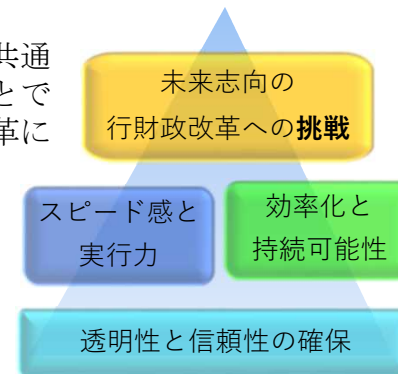 共通
とで
革に
未来志向の
行財政改革への挑戦
スピード感と
実行力
効率化と
持続可能性
透明性と信頼性の確保